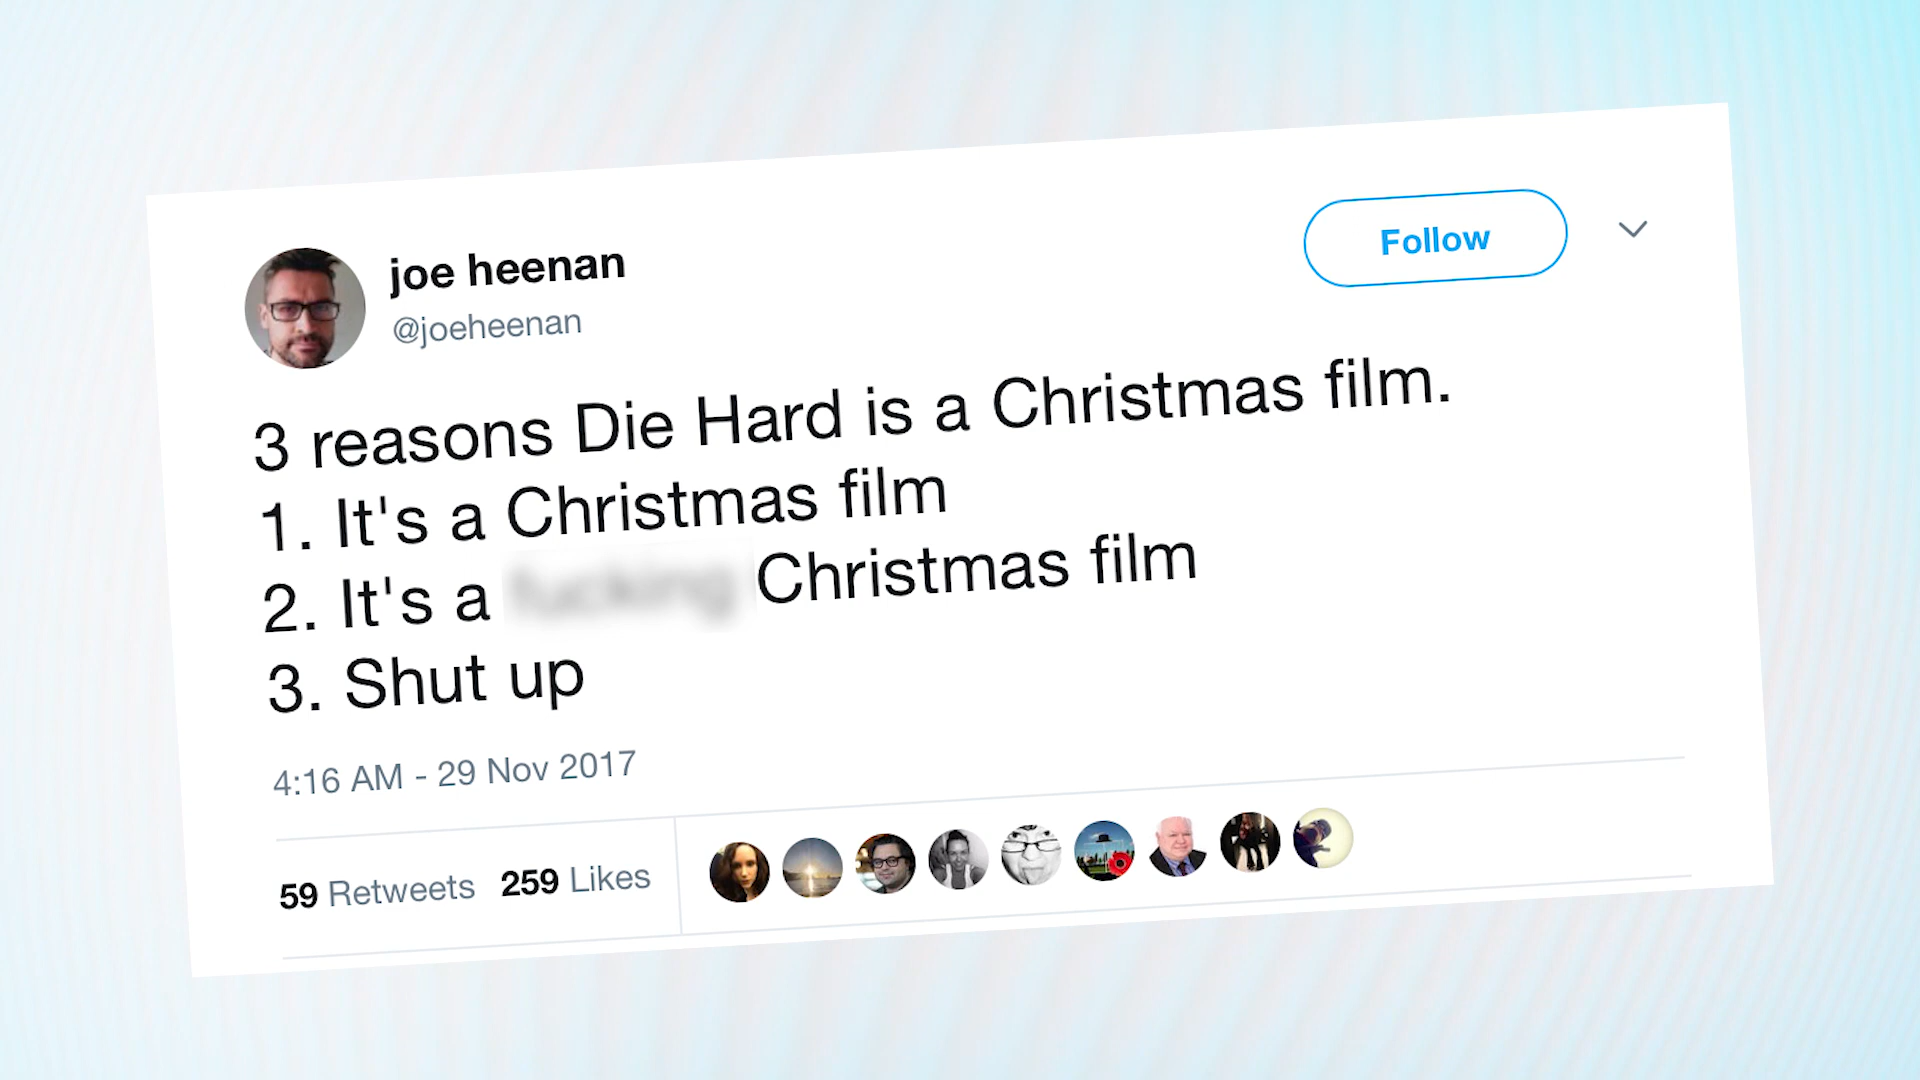 joe heenan
@joeheenan
Follow
3 reasons Die Hard is a Christmas film.
1. It's a Christmas film
2. It's a Christmas film
3. Shut up
4:16 AM - 29 Nov 2017
59 Retweets 259 Likes